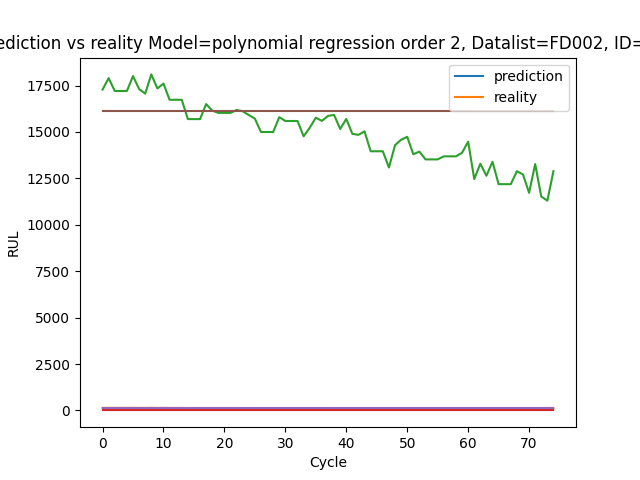 ediction vs reality Model=polynomial regression order 2, Datalist=FD002, ID=
prediction
reality
17500
15000
12500
10000
7500
5000
2500
0
RUL
0 10 20 30 40 50 60 70
Cycle